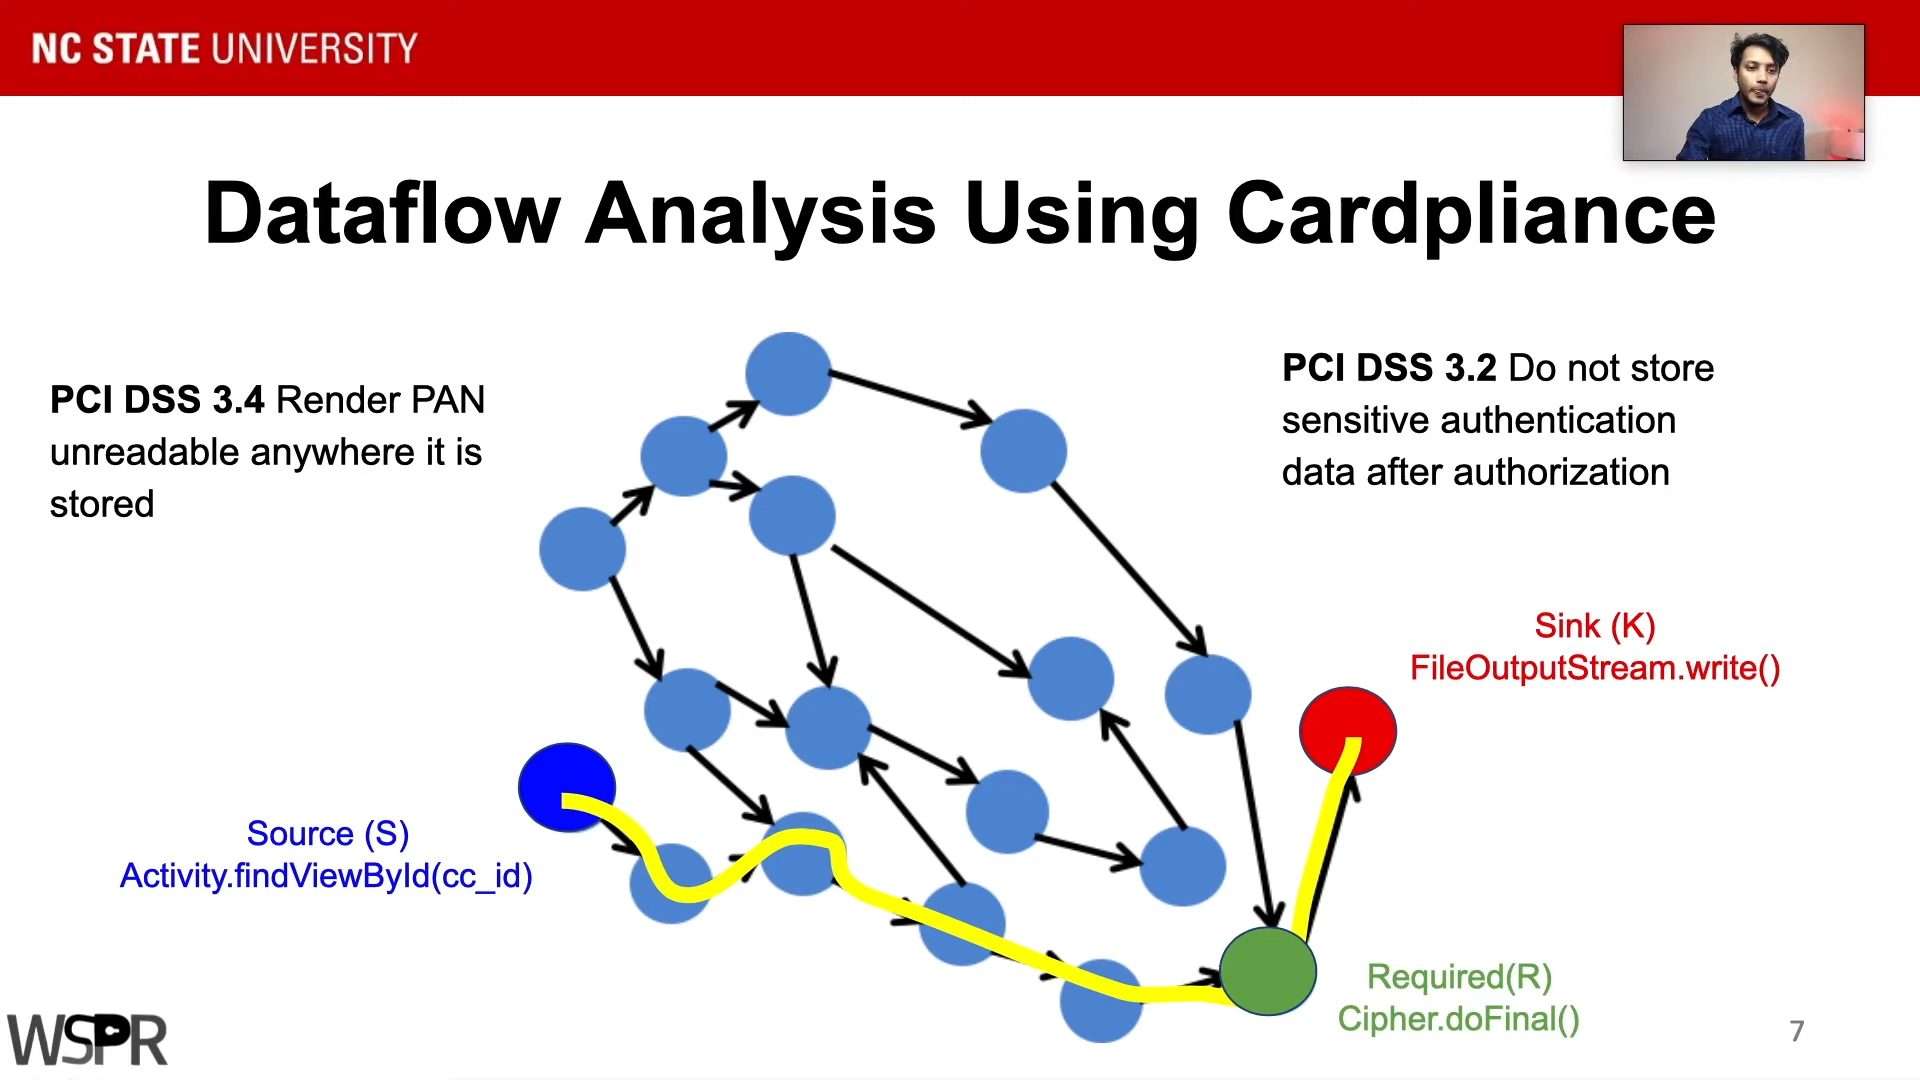 NC STATE UNIVERSITY
Dataflow Analysis Using Cardpliance
PCI DSS 3.4 Render PAN
unreadable anywhere it is
stored
PCI DSS 3.2 Do not store
sensitive authentication
data after authorization
Sink (K)
FileOutputStream.write()
Source (S)
Activity.findViewById(cc_id)
Required(R)
Cipher.doFinal()
WSPR
7